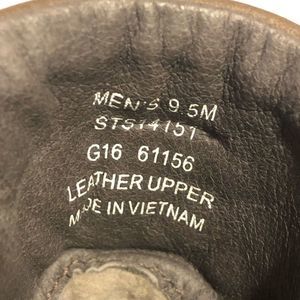 MEN'S 9.5M
STS14151
G16 61156
LEATHER UPPER
MADE IN VIETNAM